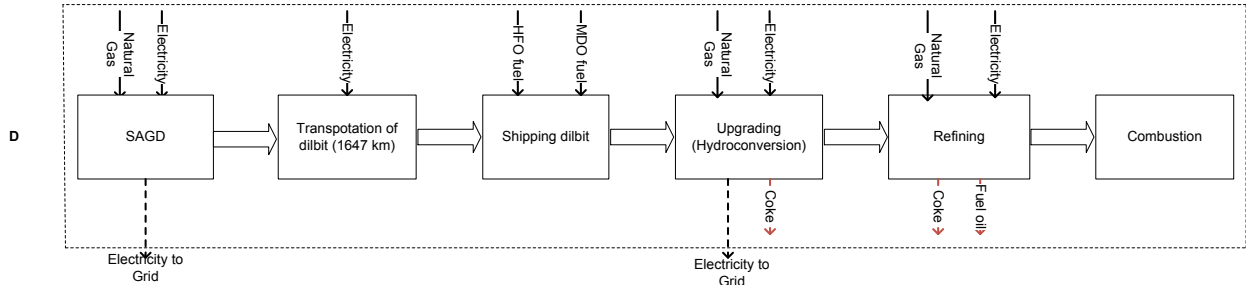 Natural
Gas
Electricity
Electricity
HFO fuel
MDO fuel
Natural
Gas
Electricity
Natural
Gas
Electricity
D
SAGD
Transpotation of
dilbit (1647 km)
Shipping dilbit
Upgrading
(Hydroconversion)
Refining
Combustion
Coke
Coke
Fuel oil
Electricity to
Grid
Electricity to
Grid